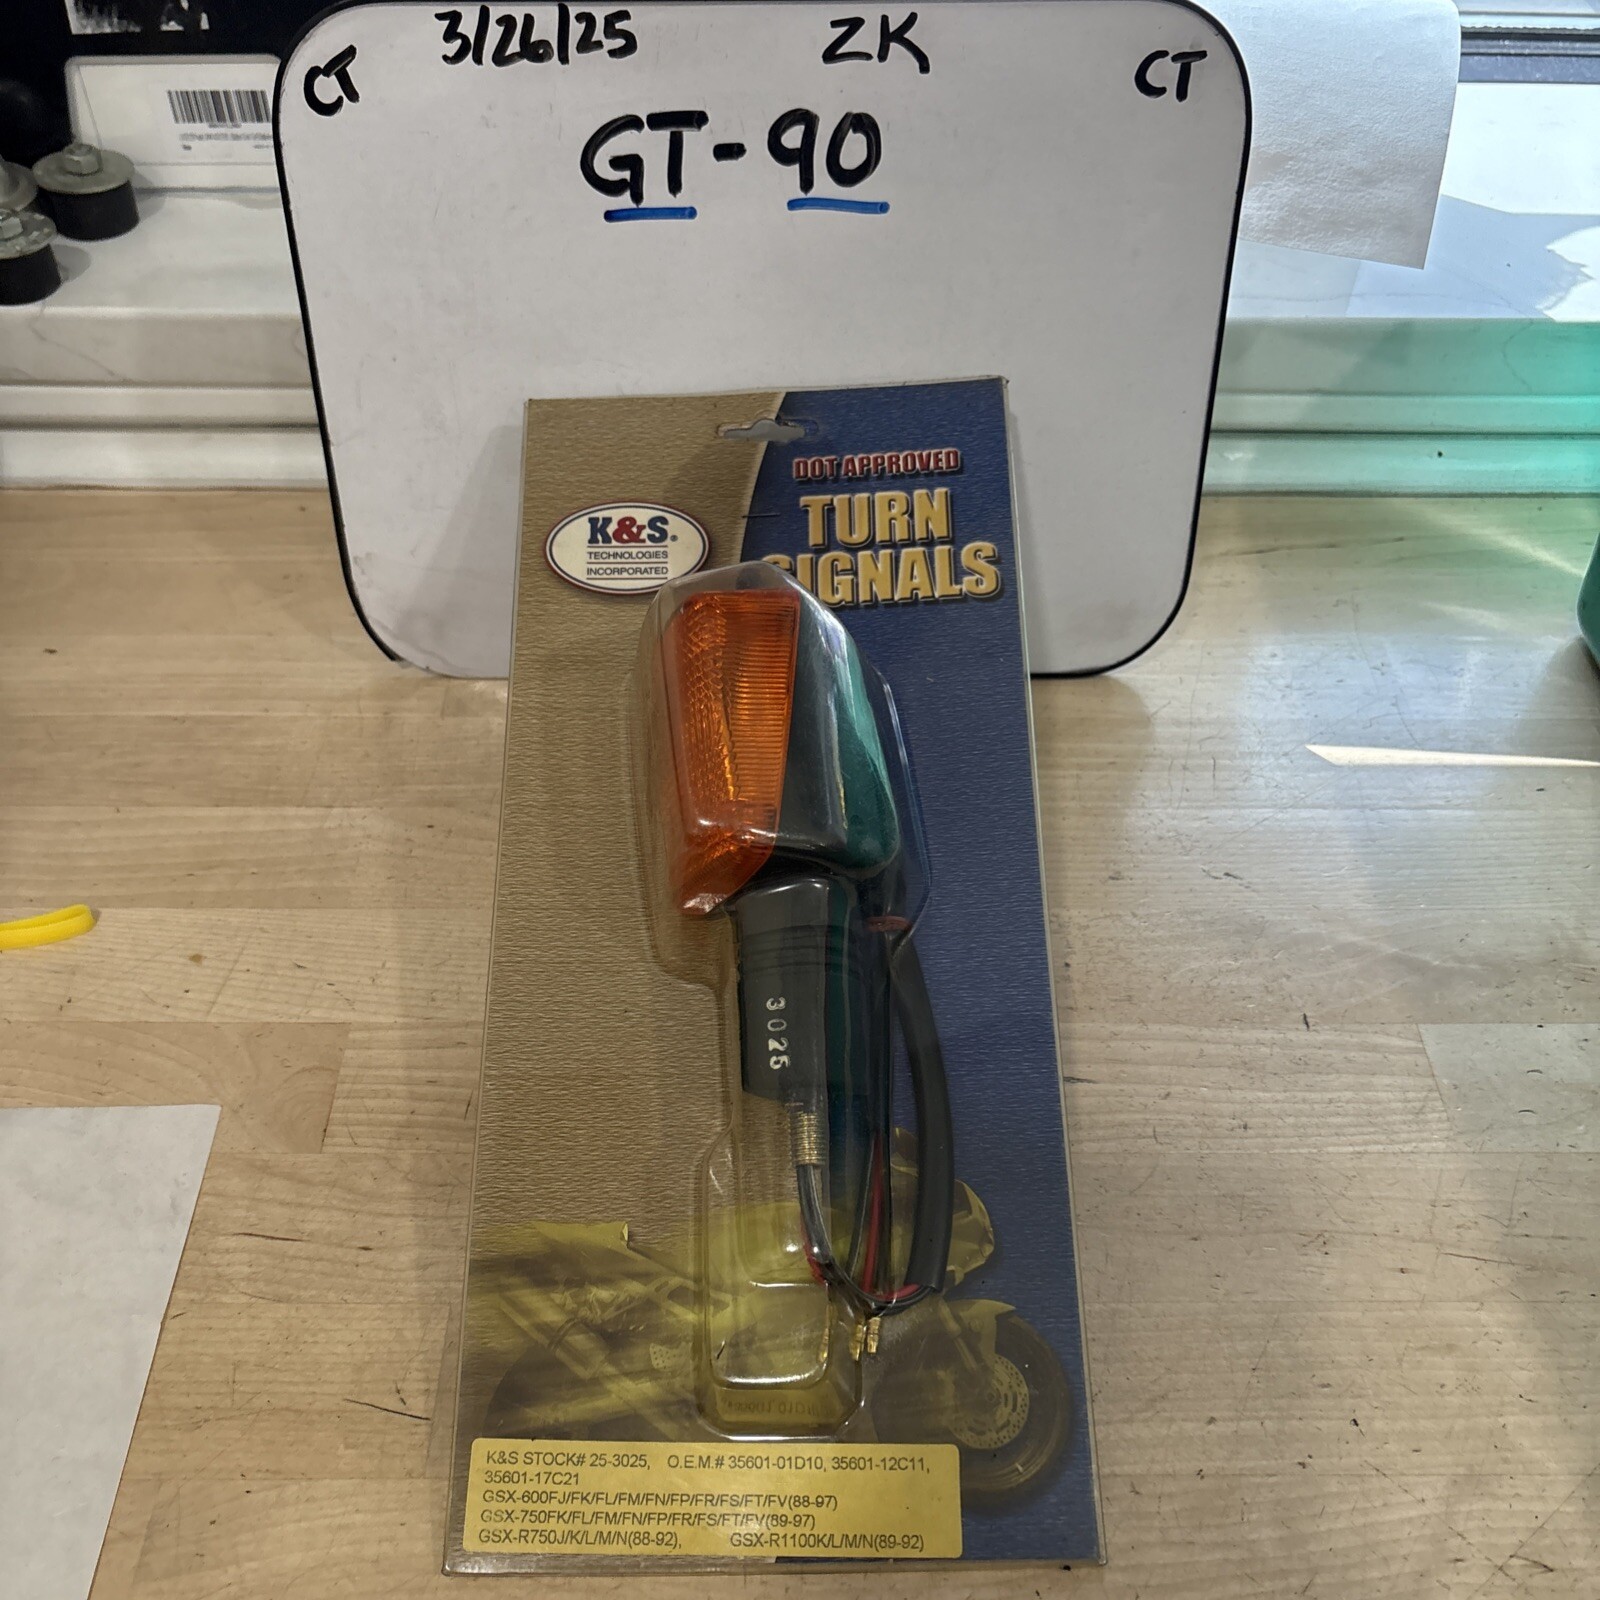 CT 3/26/25 ZK CT
GT-90
DOT APPROVED
TURN
SIGNALS
K&S®
TECHNOLOGIES
INCORPORATED
3025
K&S STOCK# 25-3025, O.E.M.# 35601-01D10, 35601-12C11,
35601-17C21
GSX-600FJ/FK/FL/FM/FN/FP/FR/FS/FT/FV(88-97)
GSX-750FK/FL/FM/FN/FP/FR/FS/FT/FV(89-97)
GSX-R750J/K/L/M/N(88-92), GSX-R1100K/L/M/N(89-92)